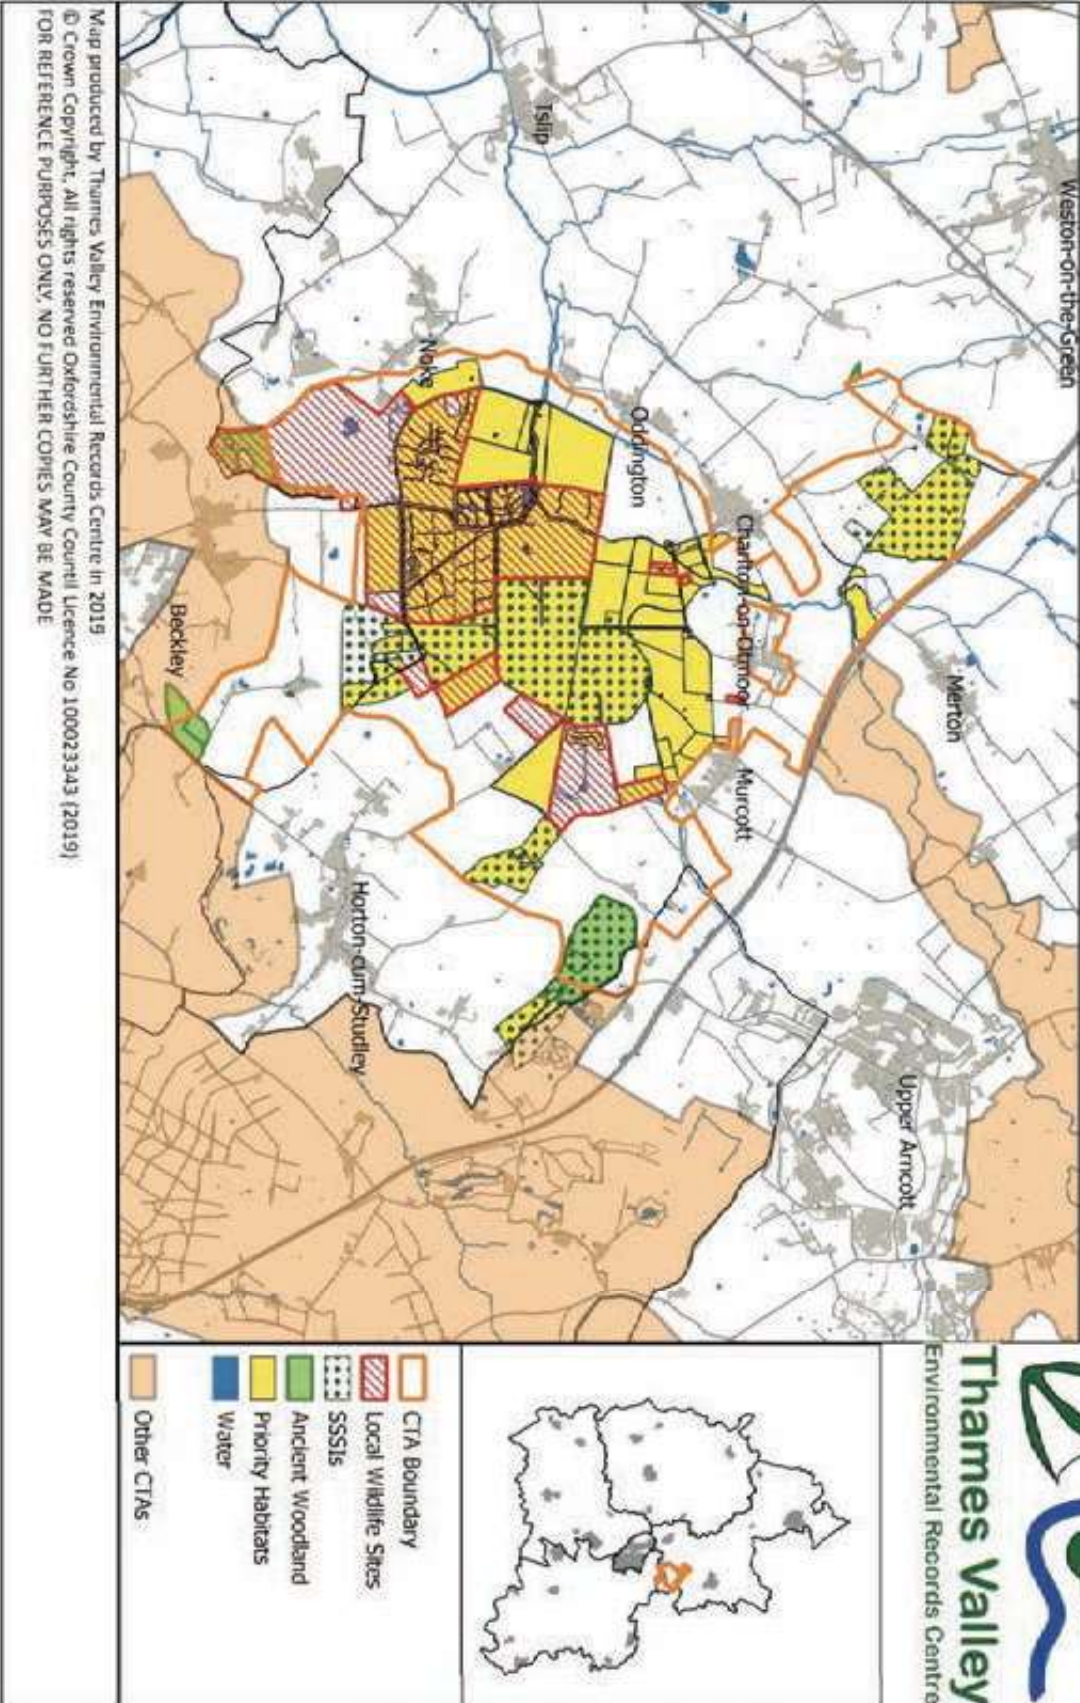 Weston-on-the-Green
Islip
Merton
Oddington
Charlton-on-Otmoor
Noke
Murcott
Upper Arncott
Beckley
Horton-cum-Studley
Thames Valley
Environmental Records Centre
CTA Boundary
Local Wildlife Sites
SSSIs
Ancient Woodland
Priority Habitats
Water
Other CTAs
Map produced by Thames Valley Environmental Records Centre in 2019
© Crown Copyright. All rights reserved Oxfordshire County Council Licence No 100023343 (2019)
FOR REFERENCE PURPOSES ONLY, NO FURTHER COPIES MAY BE MADE